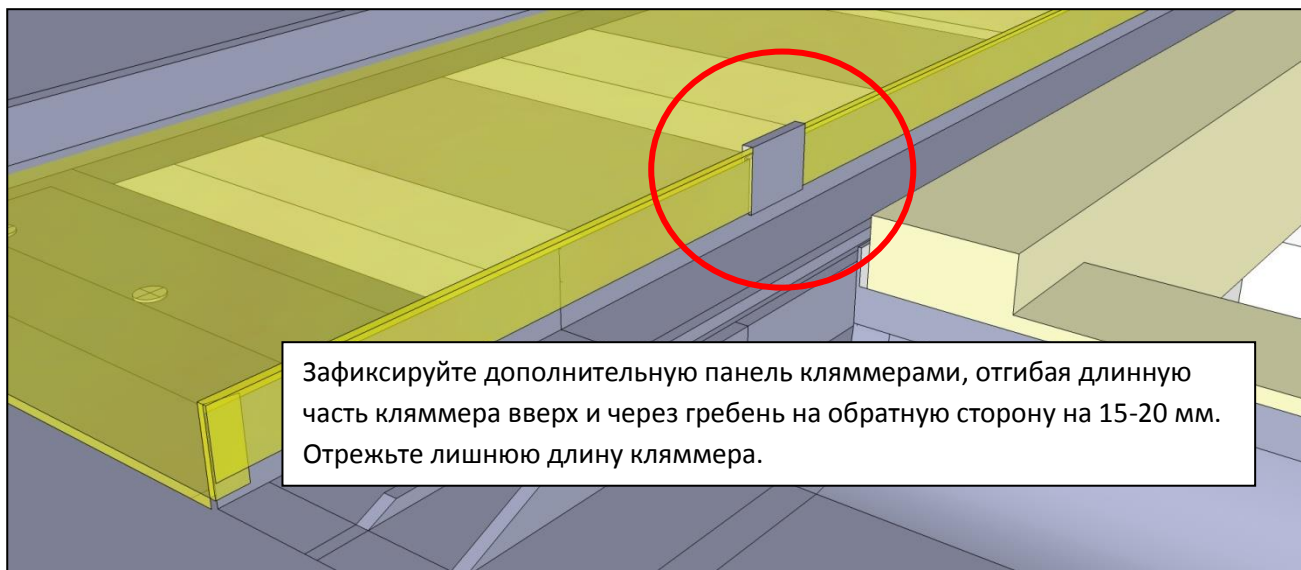 Зафиксируйте дополнительную панель кляммерами, отгибая длинную
часть кляммера вверх и через гребень на обратную сторону на 15-20 мм.
Отрежьте лишнюю длину кляммера.